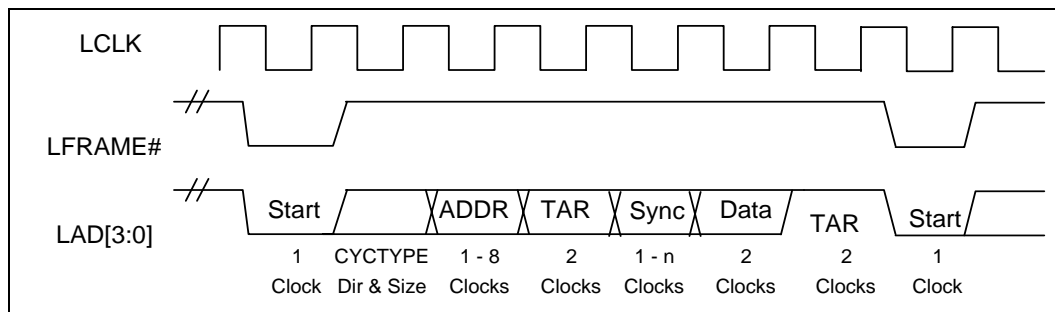 LCLK
LFRAME#
LAD[3:0]
Start ADDR TAR Sync Data TAR Start
1 CYCTYPE 1 - 8 2 1 - n 2 2 1
Clock Dir & Size Clocks Clocks Clocks Clocks Clocks Clock